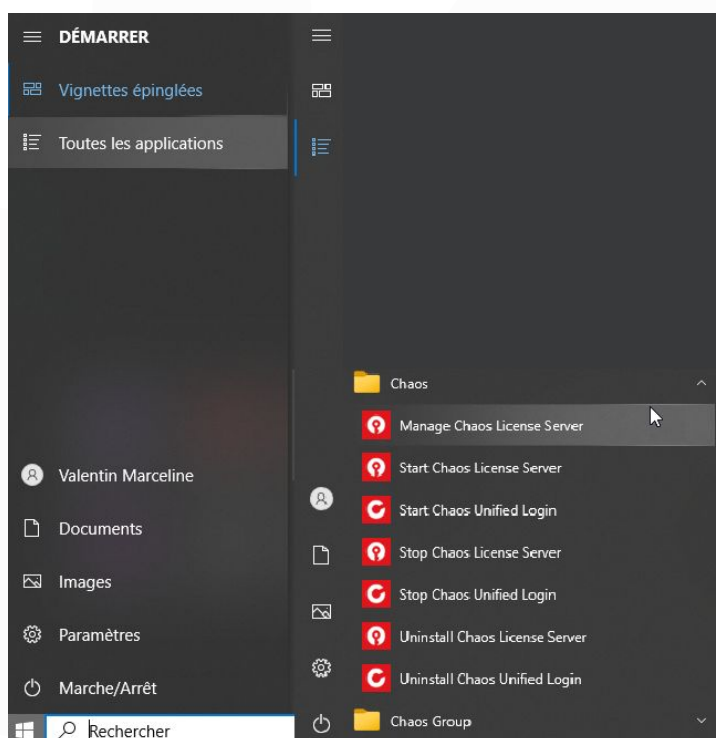 DÉMARRER
Vignettes épinglées
Toutes les applications
Valentin Marceline
Documents
Images
Paramètres
Marche/Arrêt
Rechercher
Chaos
Manage Chaos License Server
Start Chaos License Server
Start Chaos Unified Login
Stop Chaos License Server
Stop Chaos Unified Login
Uninstall Chaos License Server
Uninstall Chaos Unified Login
Chaos Group